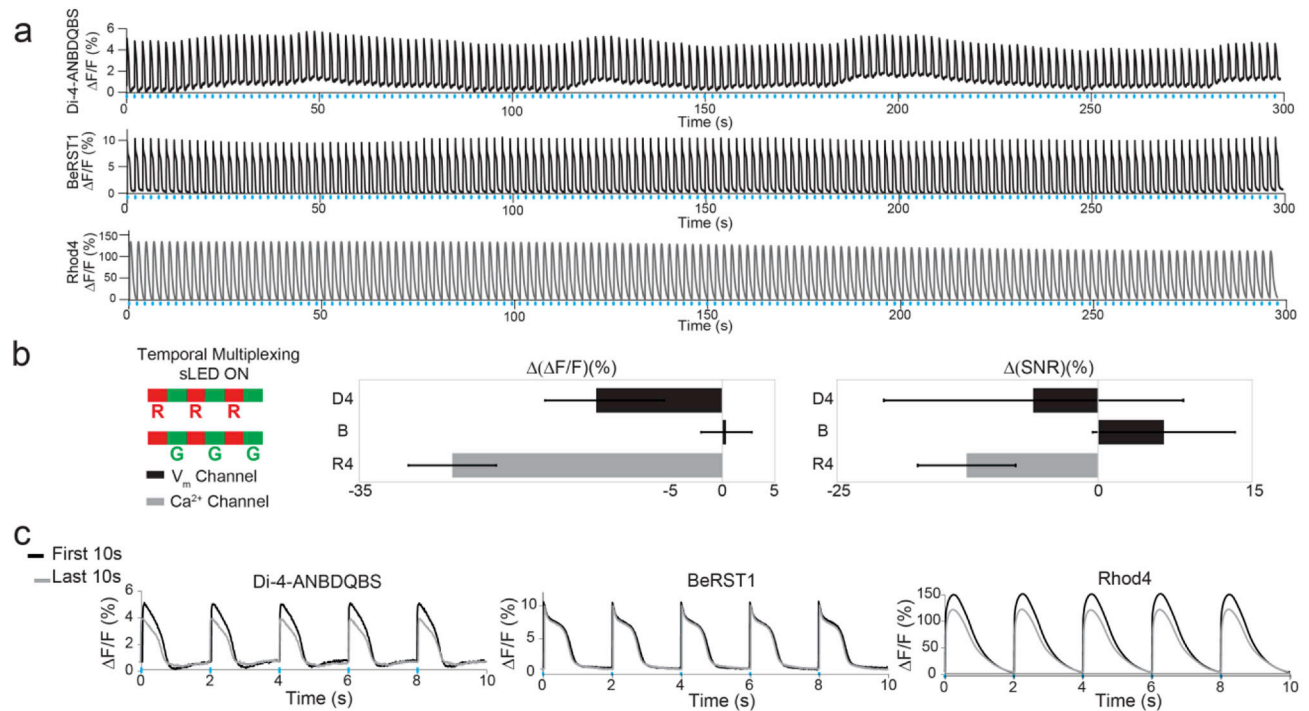 a
Di-4-ANBDQBS
ΔF/F (%)
6
4
2
0
0 50 100 150 200 250 300
Time (s)
BeRST1
ΔF/F (%)
10
5
0
0 50 100 150 200 250 300
Time (s)
Rhod4
ΔF/F (%)
150
100
50
0
0 50 100 150 200 250 300
Time (s)
b
Temporal Multiplexing
sLED ON
R R R
G G G
Vm Channel
Ca2+ Channel
Δ(ΔF/F)(%)
D4
B
R4
-35 -5 0 5
Δ(SNR)(%)
D4
B
R4
-25 0 15
c
First 10s
Last 10s
Di-4-ANBDQBS
ΔF/F (%)
6
4
2
0
0 2 4 6 8 10
Time (s)
BeRST1
ΔF/F (%)
10
5
0
0 2 4 6 8 10
Time (s)
Rhod4
ΔF/F (%)
150
100
50
0
0 2 4 6 8 10
Time (s)